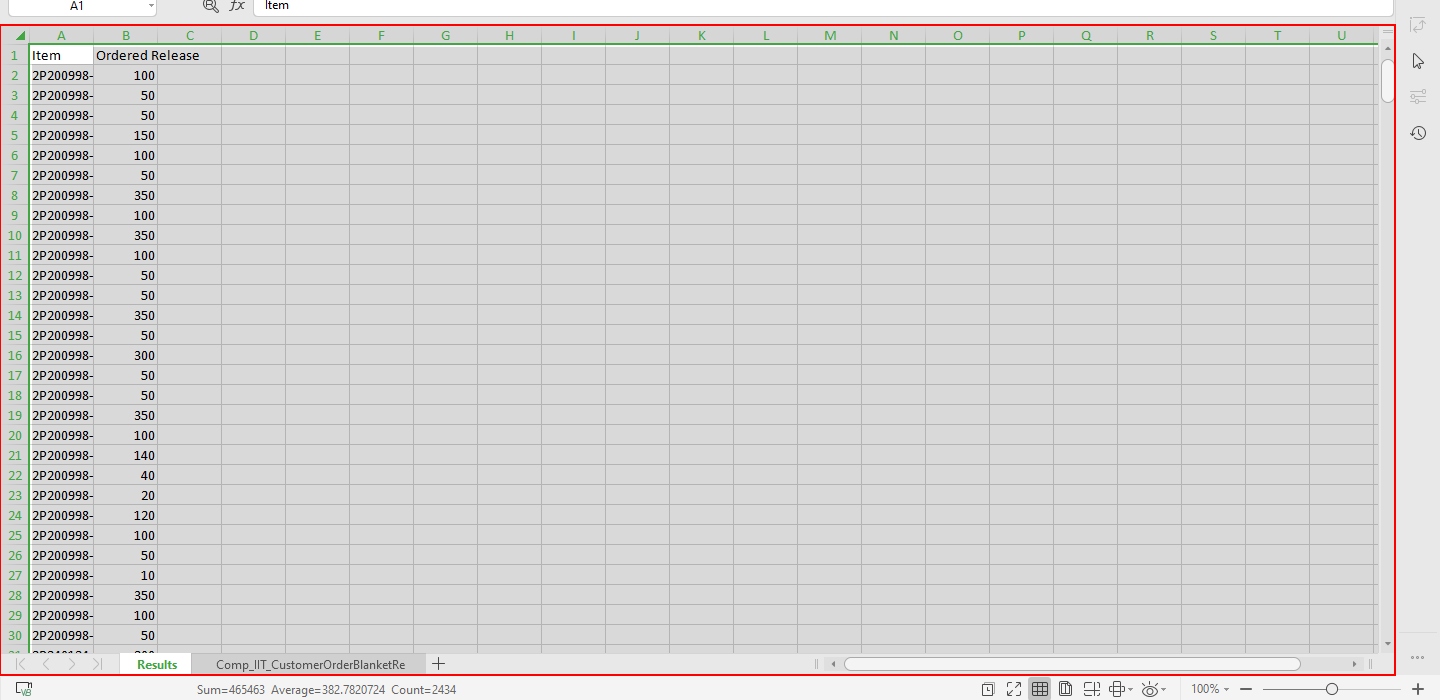 A1 fx Item
A B C D E F G H I J K L M N O P Q R S T U
1 Item Ordered Release
2 2P200998- 100
3 2P200998- 50
4 2P200998- 50
5 2P200998- 150
6 2P200998- 100
7 2P200998- 50
8 2P200998- 350
9 2P200998- 100
10 2P200998- 350
11 2P200998- 100
12 2P200998- 50
13 2P200998- 50
14 2P200998- 350
15 2P200998- 50
16 2P200998- 300
17 2P200998- 50
18 2P200998- 50
19 2P200998- 350
20 2P200998- 100
21 2P200998- 140
22 2P200998- 40
23 2P200998- 20
24 2P200998- 120
25 2P200998- 100
26 2P200998- 50
27 2P200998- 10
28 2P200998- 350
29 2P200998- 100
30 2P200998- 50
Results Comp_IIT_CustomerOrderBlanketRe
Sum=465463 Average=382.7820724 Count=2434 100%